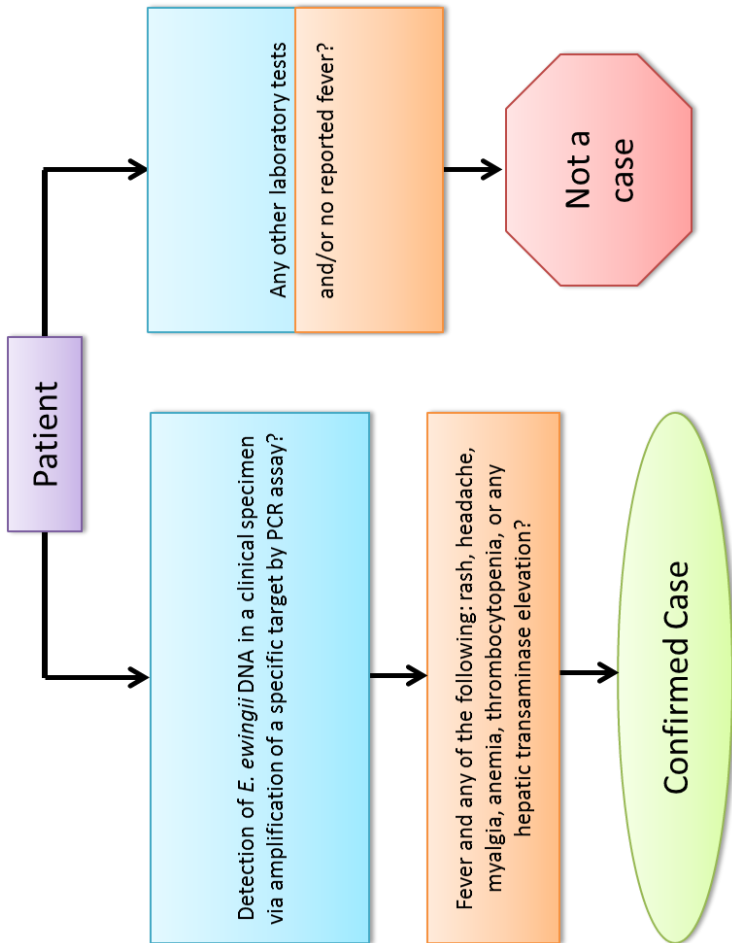 Patient
Detection of E. ewingii DNA in a clinical specimen
via amplification of a specific target by PCR assay?
Fever and any of the following: rash, headache,
myalgia, anemia, thrombocytopenia, or any
hepatic transaminase elevation?
Confirmed Case
Any other laboratory tests
and/or no reported fever?
Not a
case